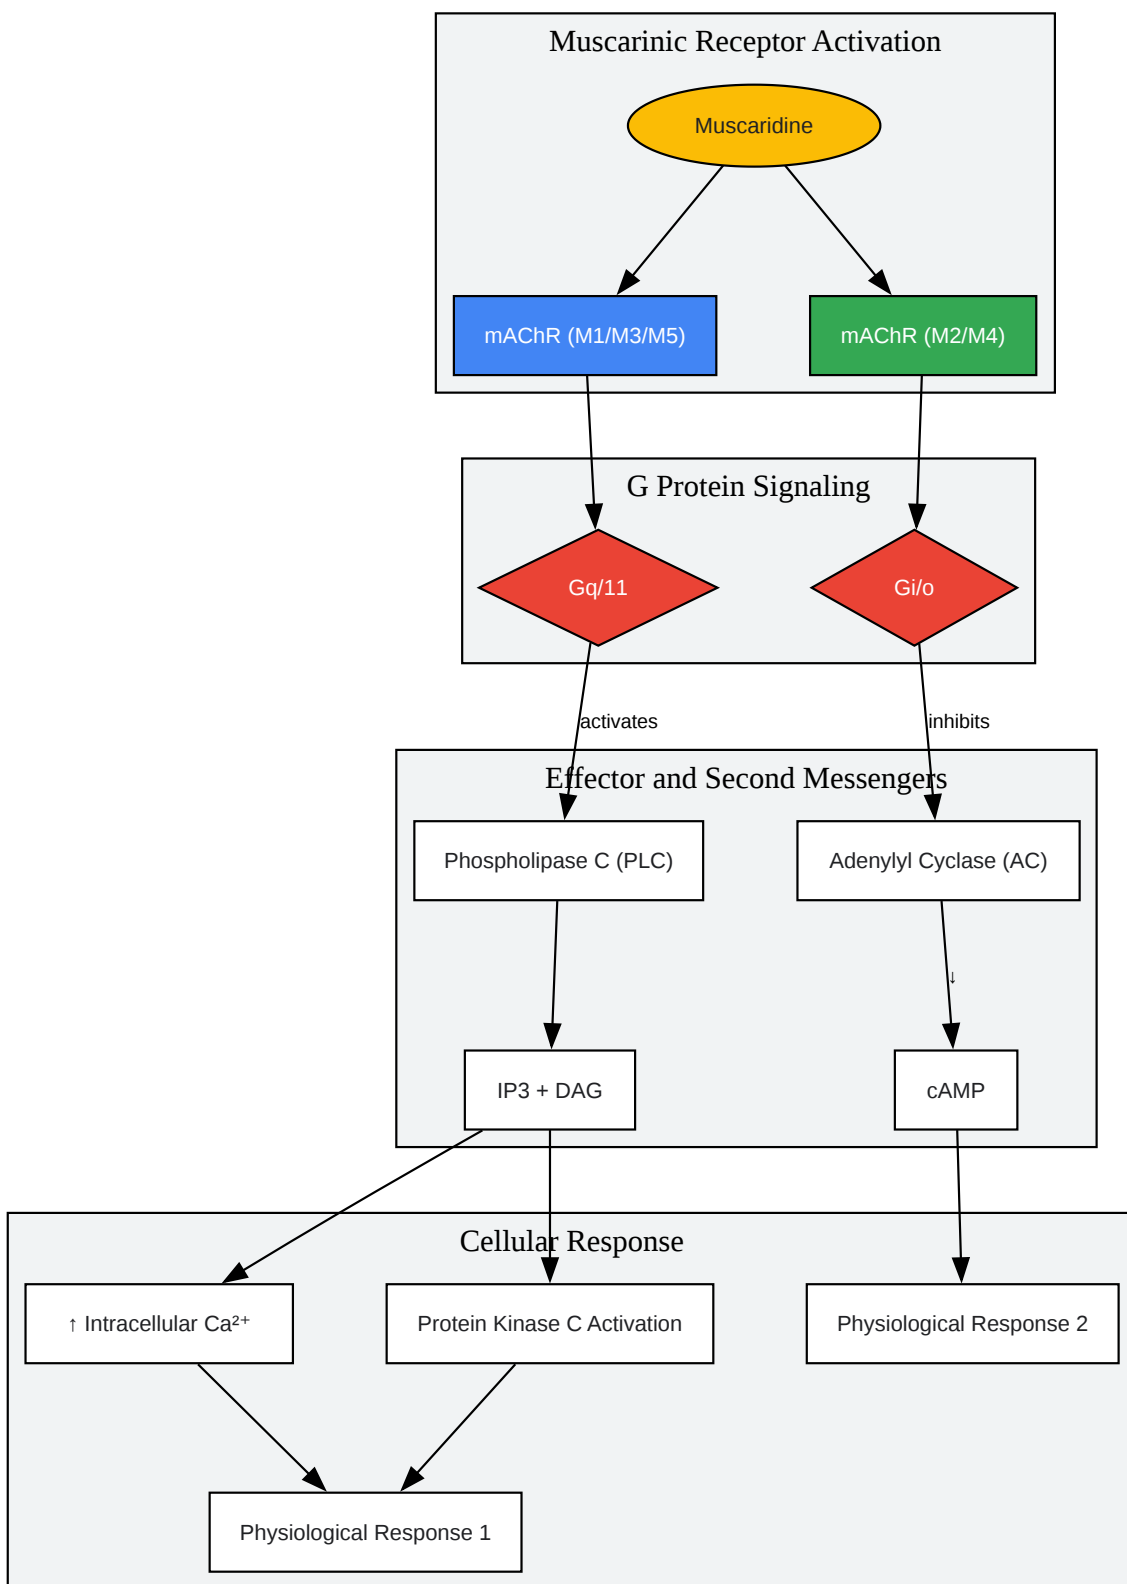 Muscarinic Receptor Activation
Muscaridine
mAChR (M1/M3/M5)
mAChR (M2/M4)
G Protein Signaling
Gq/11
Gi/o
activates
inhibits
Effector and Second Messengers
Phospholipase C (PLC)
Adenylyl Cyclase (AC)
↓
IP3 + DAG
cAMP
Cellular Response
↑ Intracellular Ca²⁺
Protein Kinase C Activation
Physiological Response 2
Physiological Response 1